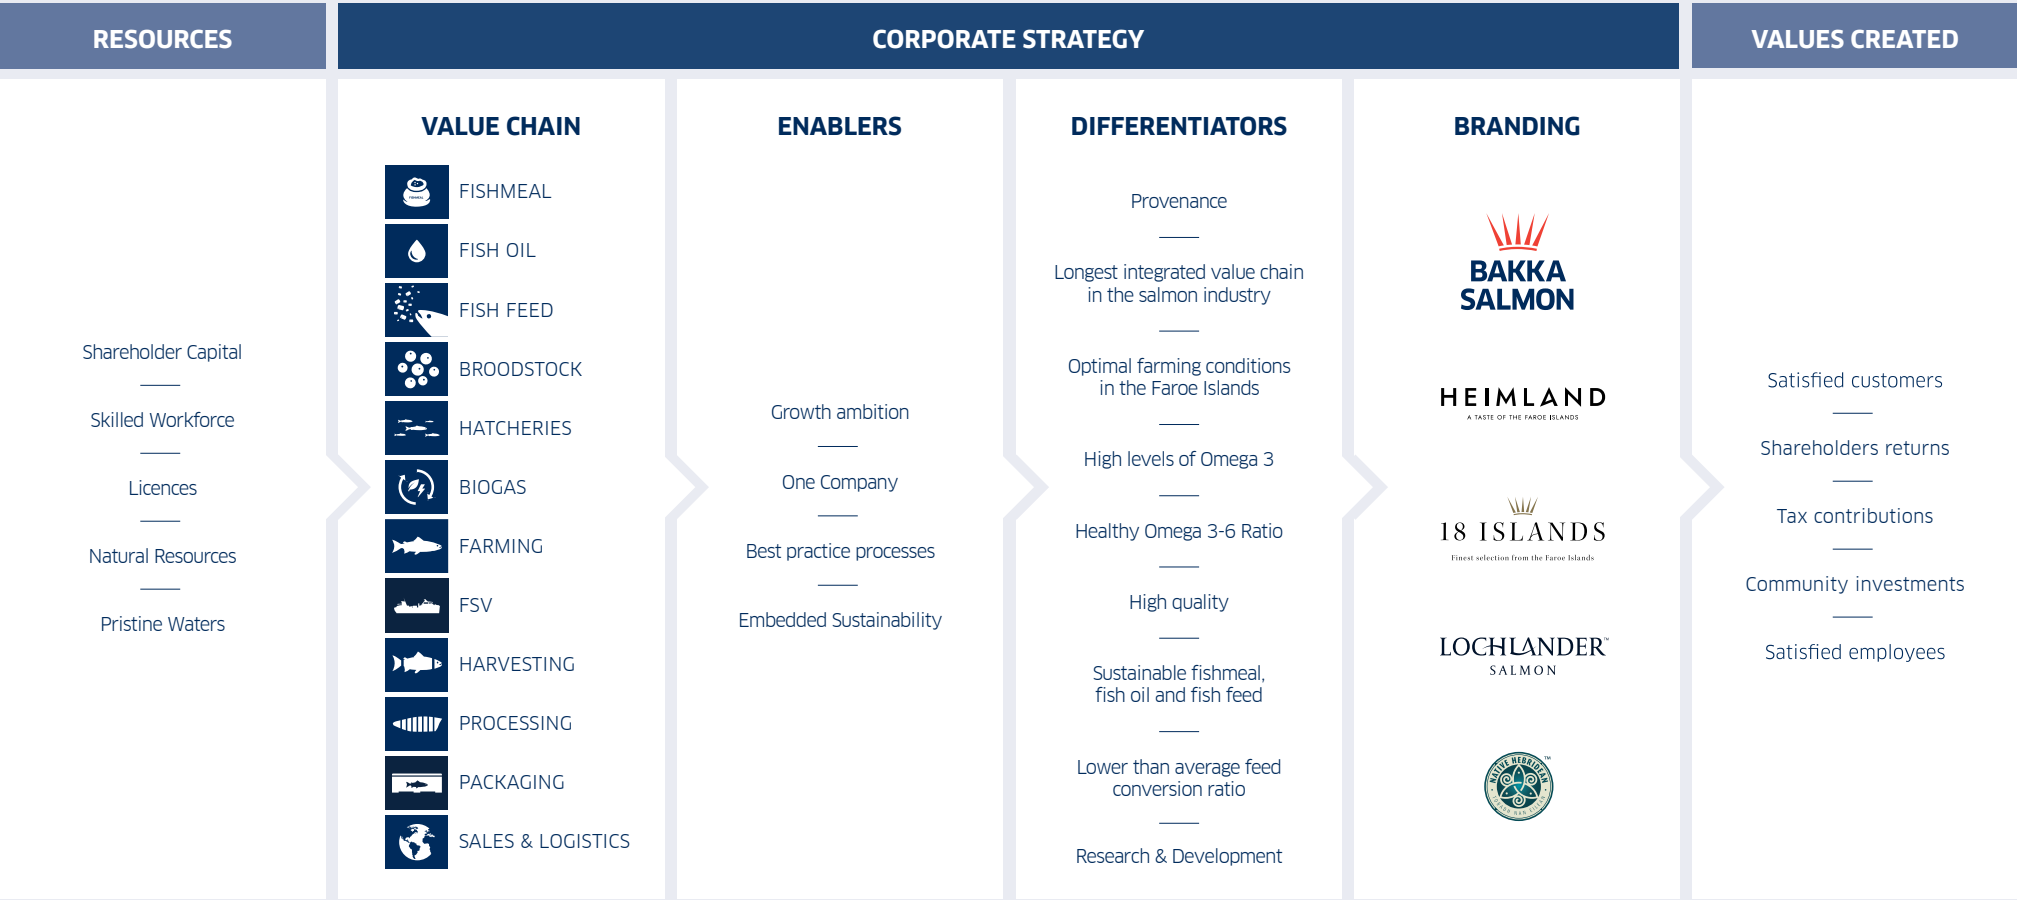 RESOURCES
CORPORATE STRATEGY
VALUES CREATED
Shareholder Capital
Skilled Workforce
Licences
Natural Resources
Pristine Waters
VALUE CHAIN
FISHMEAL
FISH OIL
FISH FEED
BROODSTOCK
HATCHERIES
BIOGAS
FARMING
FSV
HARVESTING
PROCESSING
PACKAGING
SALES & LOGISTICS
ENABLERS
Growth ambition
One Company
Best practice processes
Embedded Sustainability
DIFFERENTIATORS
Provenance
Longest integrated value chain
in the salmon industry
Optimal farming conditions
in the Faroe Islands
High levels of Omega 3
Healthy Omega 3-6 Ratio
High quality
Sustainable fishmeal,
fish oil and fish feed
Lower than average feed
conversion ratio
Research & Development
BRANDING
BAKKA
SALMON
HEIMLAND
A TASTE OF THE FAROE ISLANDS
18 ISLANDS
Finest selection from the Faroe Islands
LOCHLANDER™
SALMON
NATIVE HEBRIDEAN ™
Satisfied customers
Shareholders returns
Tax contributions
Community investments
Satisfied employees